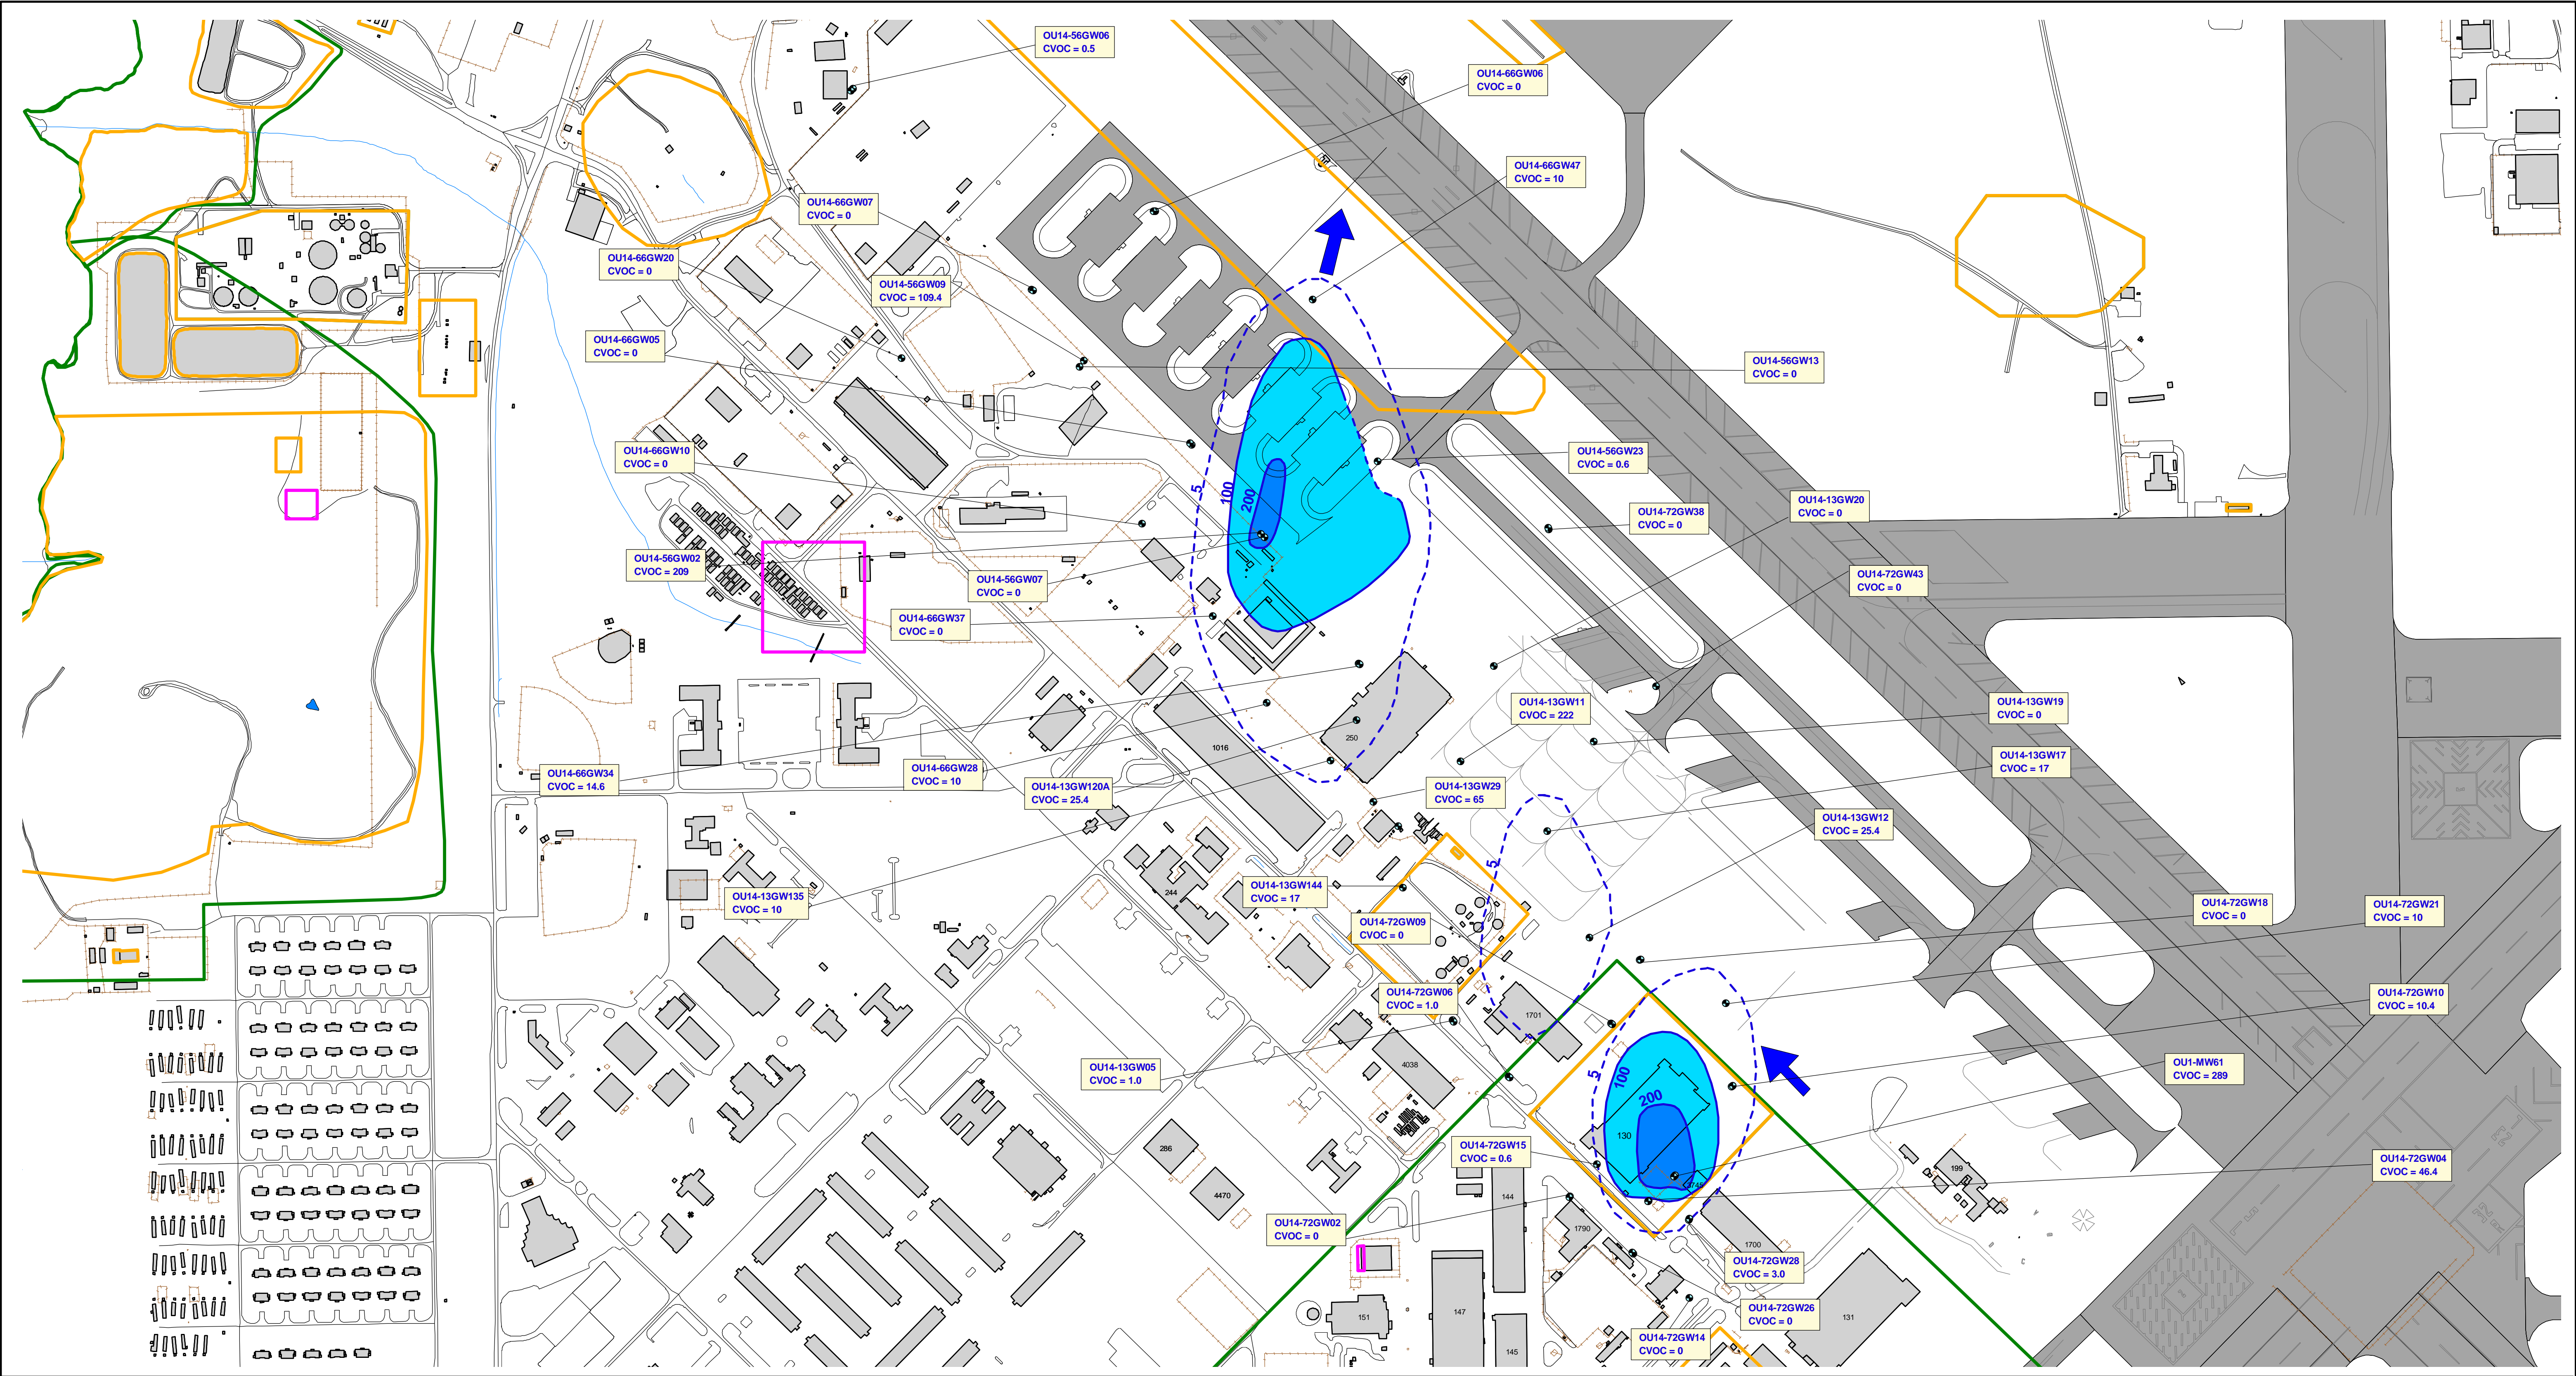 OU14-56GW06
CVOC = 0.5
OU14-66GW06
CVOC = 0
OU14-66GW47
CVOC = 10
OU14-66GW07
CVOC = 0
OU14-66GW20
CVOC = 0
OU14-56GW09
CVOC = 109.4
OU14-66GW05
CVOC = 0
OU14-56GW13
CVOC = 0
OU14-66GW10
CVOC = 0
OU14-56GW23
CVOC = 0.6
5
100
200
OU14-13GW20
CVOC = 0
OU14-72GW38
CVOC = 0
OU14-56GW02
CVOC = 209
OU14-56GW07
CVOC = 0
OU14-72GW43
CVOC = 0
OU14-66GW37
CVOC = 0
OU14-13GW11
CVOC = 222
OU14-13GW19
CVOC = 0
1016
250
OU14-13GW17
CVOC = 17
OU14-66GW34
CVOC = 14.6
OU14-66GW28
CVOC = 10
OU14-13GW120A
CVOC = 25.4
OU14-13GW29
CVOC = 65
OU14-13GW12
CVOC = 25.4
5
244
OU14-13GW135
CVOC = 10
OU14-13GW144
CVOC = 17
OU14-72GW09
CVOC = 0
OU14-72GW18
CVOC = 0
OU14-72GW21
CVOC = 10
OU14-72GW06
CVOC = 1.0
1701
OU14-72GW10
CVOC = 10.4
OU14-13GW05
CVOC = 1.0
4038
5
100
200
OU1-MW61
CVOC = 289
286
130
OU14-72GW15
CVOC = 0.6
OU14-72GW04
CVOC = 46.4
199
4470
144
OU14-72GW02
CVOC = 0
1790
1700
OU14-72GW28
CVOC = 3.0
151
147
OU14-72GW26
CVOC = 0
131
OU14-72GW14
CVOC = 0
145